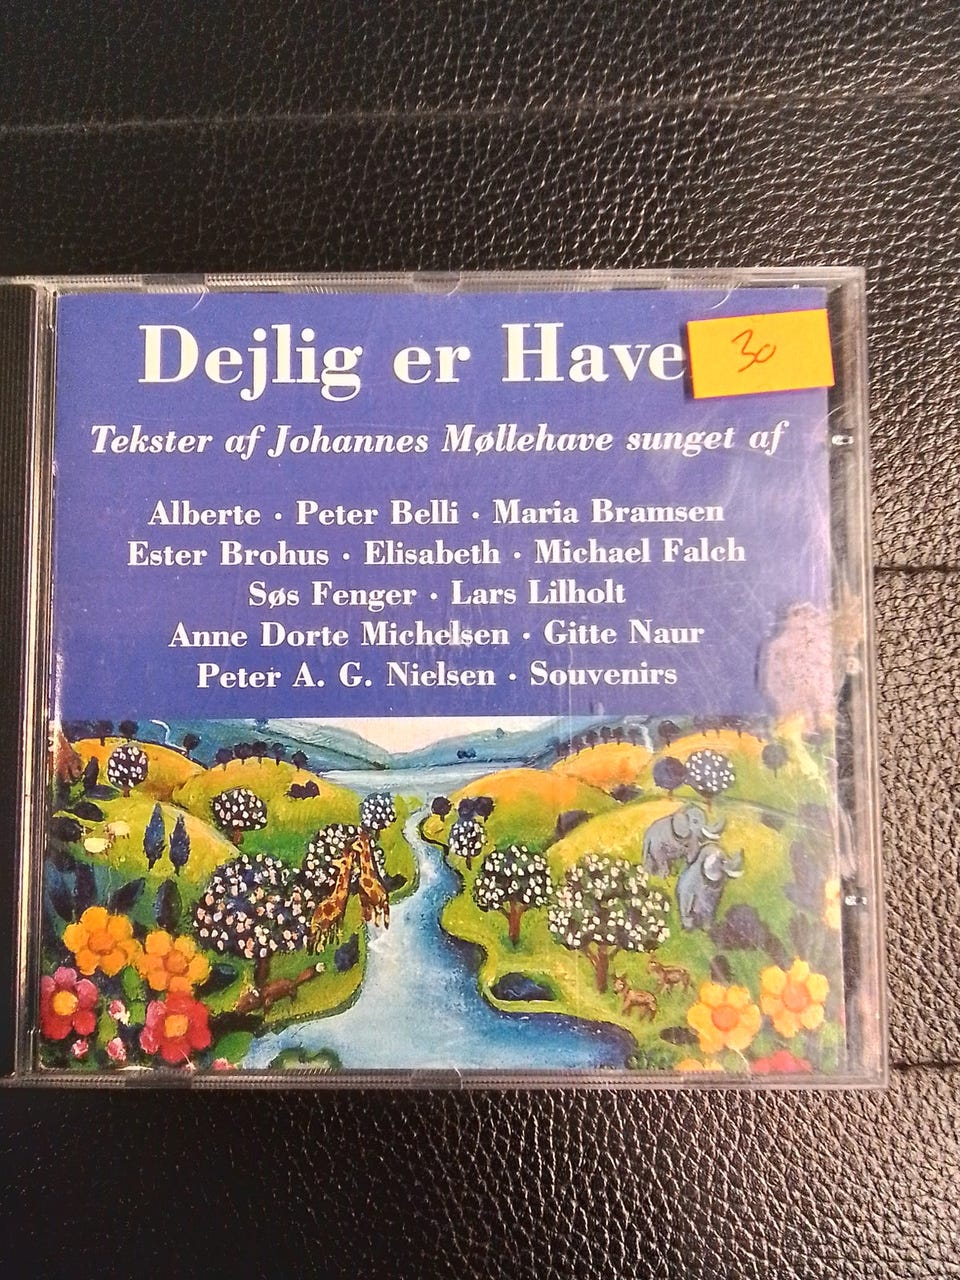 Dejlig er Have
30
Tekster af Johannes Møllehave sunget af
Alberte · Peter Belli · Maria Bramsen
Ester Brohus · Elisabeth · Michael Falch
Søs Fenger · Lars Lilholt
Anne Dorte Michelsen · Gitte Naur
Peter A. G. Nielsen · Souvenirs